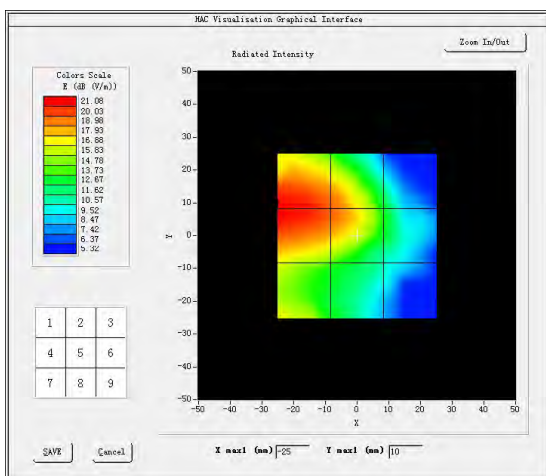 HAC Visualisation Graphical Interface
Zoom In/Out
Radiated Intensity
Colors Scale
E (dB (V/m))
21.08
20.03
18.98
17.93
16.88
15.83
14.78
13.73
12.67
11.62
10.57
9.52
8.47
7.42
6.37
5.32
50
40
30
20
10
0
-10
-20
-30
-40
-50
Y
-50 -40 -30 -20 -10 0 10 20 30 40 50
X
1 2 3
4 5 6
7 8 9
SAVE
Cancel
X max1 (mm) -25
Y max1 (mm) 10